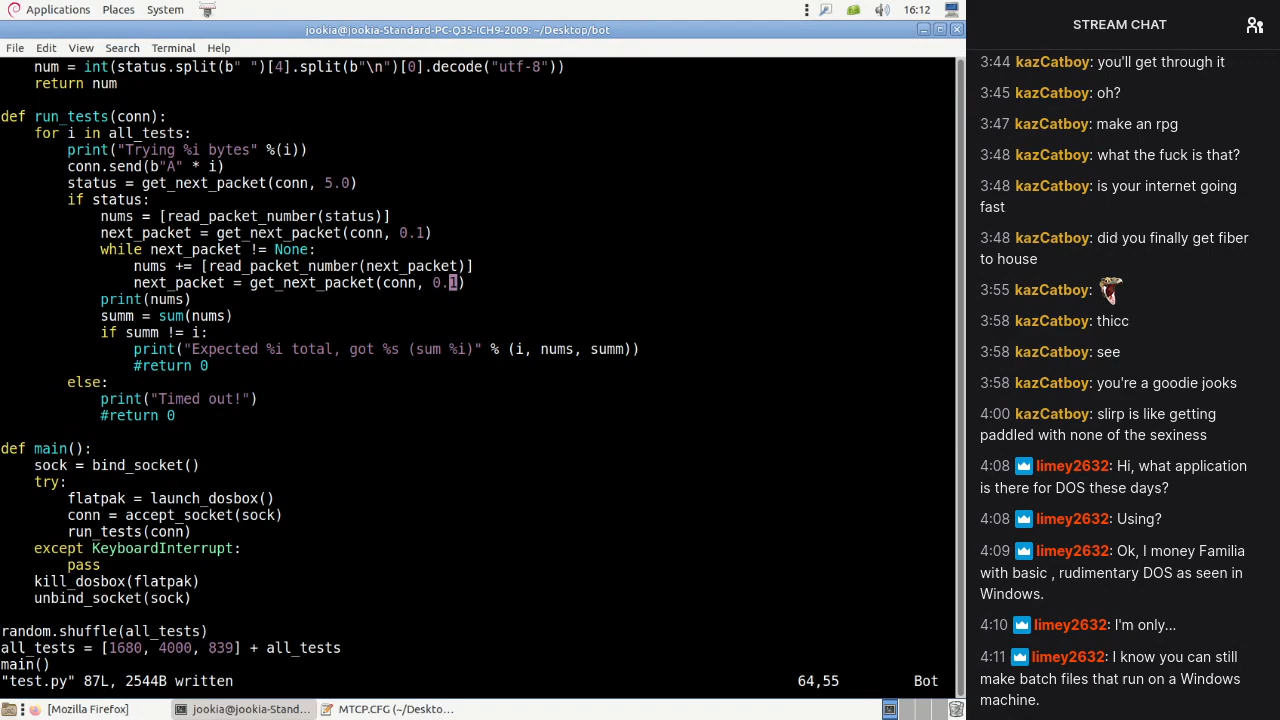 Applications Places System 16:12
jookia@jookia-Standard-PC-Q35-ICH9-2009: ~/Desktop/bot
File Edit View Search Terminal Help
    num = int(status.split(b" ")[4].split(b"\n")[0].decode("utf-8"))
    return num
def run_tests(conn):
    for i in all_tests:
        print("Trying %i bytes" %(i))
        conn.send(b"A" * i)
        status = get_next_packet(conn, 5.0)
        if status:
            nums = [read_packet_number(status)]
            next_packet = get_next_packet(conn, 0.1)
            while next_packet != None:
                nums += [read_packet_number(next_packet)]
                next_packet = get_next_packet(conn, 0.1)
            print(nums)
            summ = sum(nums)
            if summ != i:
                print("Expected %i total, got %s (sum %i)" % (i, nums, summ))
                #return 0
        else:
            print("Timed out!")
            #return 0
def main():
    sock = bind_socket()
    try:
        flatpak = launch_dosbox()
        conn = accept_socket(sock)
        run_tests(conn)
    except KeyboardInterrupt:
        pass
    kill_dosbox(flatpak)
    unbind_socket(sock)
random.shuffle(all_tests)
all_tests = [1680, 4000, 839] + all_tests
main()
"test.py" 87L, 2544B written 64,55 Bot
[Mozilla Firefox] jookia@jookia-Stand... MTCP.CFG (~/Deskto...
STREAM CHAT
3:44 kazCatboy: you'll get through it
3:45 kazCatboy: oh?
3:47 kazCatboy: make an rpg
3:48 kazCatboy: what the fuck is that?
3:48 kazCatboy: is your internet going
fast
3:48 kazCatboy: did you finally get fiber
to house
3:55 kazCatboy:
3:58 kazCatboy: thicc
3:58 kazCatboy: see
3:58 kazCatboy: you're a goodie jooks
4:00 kazCatboy: slirp is like getting
paddled with none of the sexiness
4:08 limey2632: Hi, what application
is there for DOS these days?
4:08 limey2632: Using?
4:09 limey2632: Ok, I money Familia
with basic , rudimentary DOS as seen in
Windows.
4:10 limey2632: I'm only...
4:11 limey2632: I know you can still
make batch files that run on a Windows
machine.